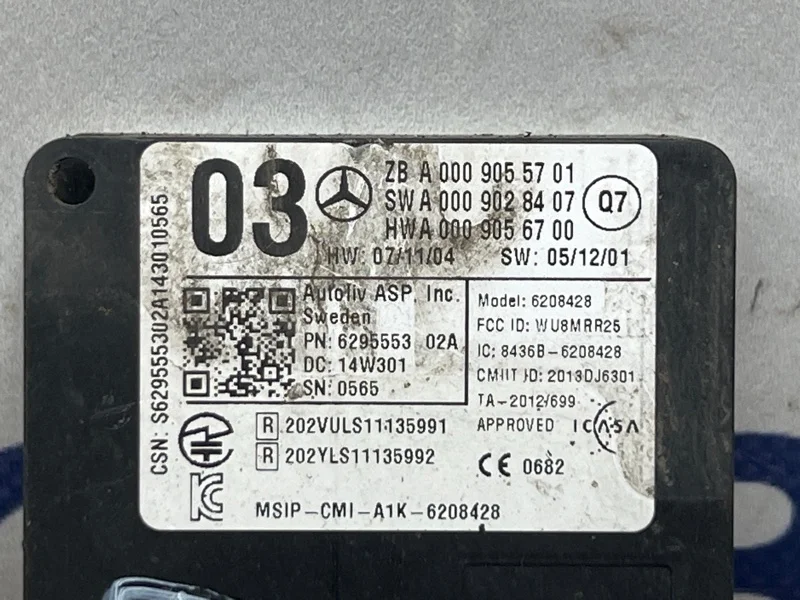 03
ZB A 000 905 57 01
SW A 000 902 84 07
HW A 000 905 67 00
Q7
HW: 07/11/04 SW: 05/12/01
CSN: S629555302A143010565
Autoliv ASP. Inc.
Sweden
PN: 6295553 02A
DC: 14W301
SN: 0565
Model: 6208428
FCC ID: WU8MRR25
IC: 8436B-6208428
CMIIT ID: 2013DJ6301
TA-2012/699
APPROVED ICASA
R 202VULS11135991
R 202YLS11135992
CE 0682
MSIP-CMI-A1K-6208428